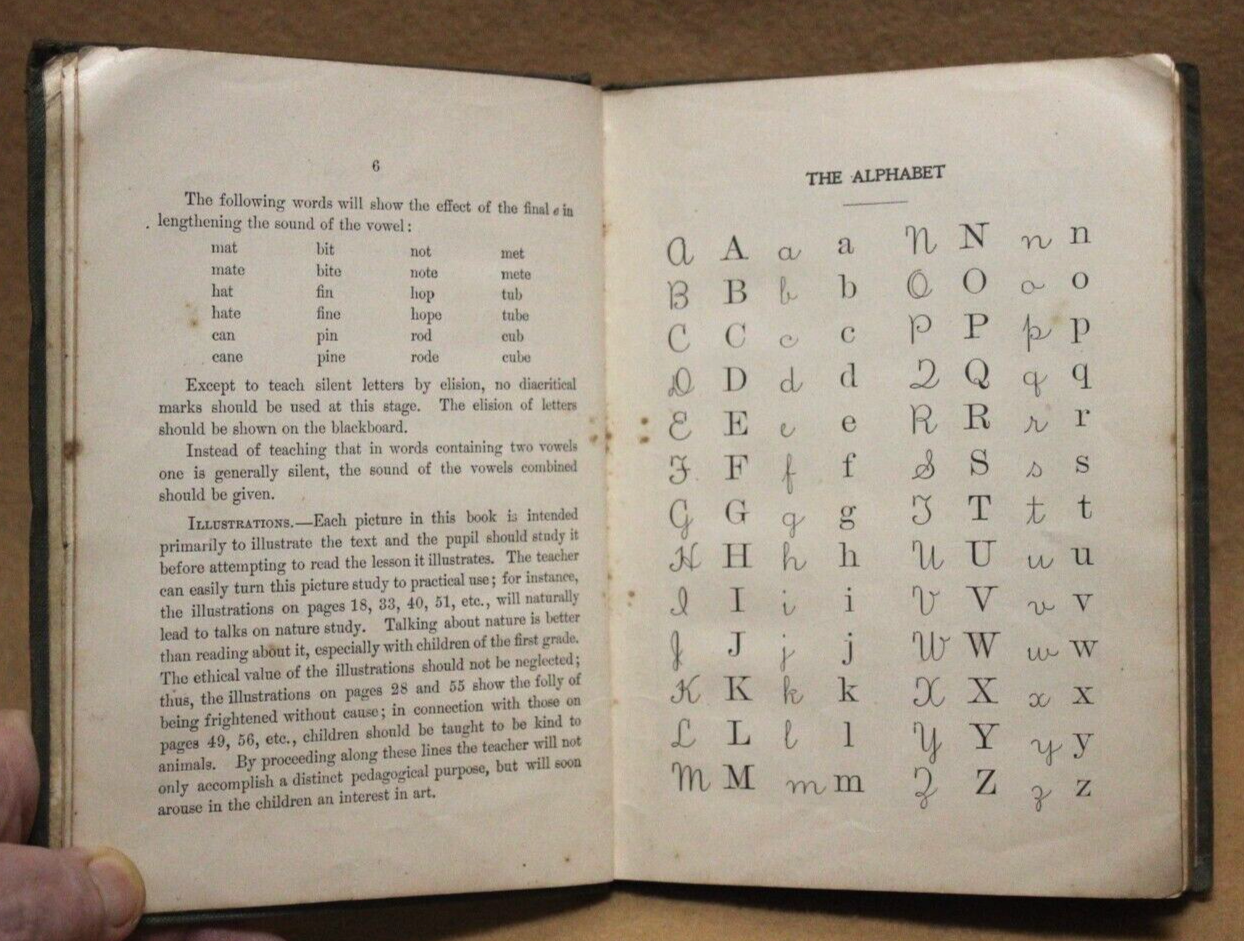 6
The following words will show the effect of the final e in
lengthening the sound of the vowel:
mat bit not met
mate bite note mete
hat fin hop tub
hate fine hope tube
can pin rod cub
cane pine rode cube
Except to teach silent letters by elision, no diacritical
marks should be used at this stage. The elision of letters
should be shown on the blackboard.
Instead of teaching that in words containing two vowels
one is generally silent, the sound of the vowels combined
should be given.
ILLUSTRATIONS.—Each picture in this book is intended
primarily to illustrate the text and the pupil should study it
before attempting to read the lesson it illustrates. The teacher
can easily turn this picture study to practical use; for instance,
the illustrations on pages 18, 33, 40, 51, etc., will naturally
lead to talks on nature study. Talking about nature is better
than reading about it, especially with children of the first grade.
The ethical value of the illustrations should not be neglected;
thus, the illustrations on pages 28 and 55 show the folly of
being frightened without cause; in connection with those on
pages 49, 56, etc., children should be taught to be kind to
animals. By proceeding along these lines the teacher will not
only accomplish a distinct pedagogical purpose, but will soon
arouse in the children an interest in art.
THE ALPHABET
A A a a N N n n
B B b b O O o o
C C c c P P p p
D D d d Q Q q q
E E e e R R r r
F F f f S S s s
G G g g T T t t
H H h h U U u u
I I i i V V v v
J J j j W W w w
K K k k X X x x
L L l l Y Y y y
M M m m Z Z z z